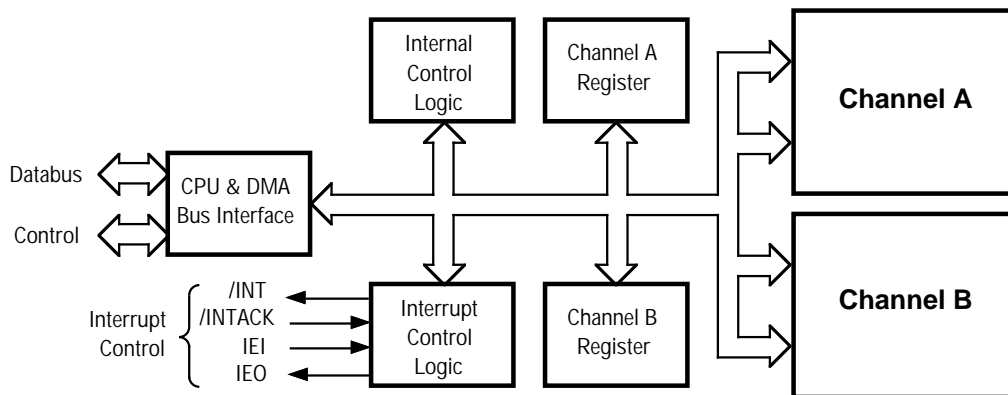 Internal
Control
Logic
Channel A
Register
Channel A
Databus
CPU & DMA
Bus Interface
Control
Channel B
Interrupt
Control
/INT
/INTACK
IEI
IEO
Interrupt
Control
Logic
Channel B
Register